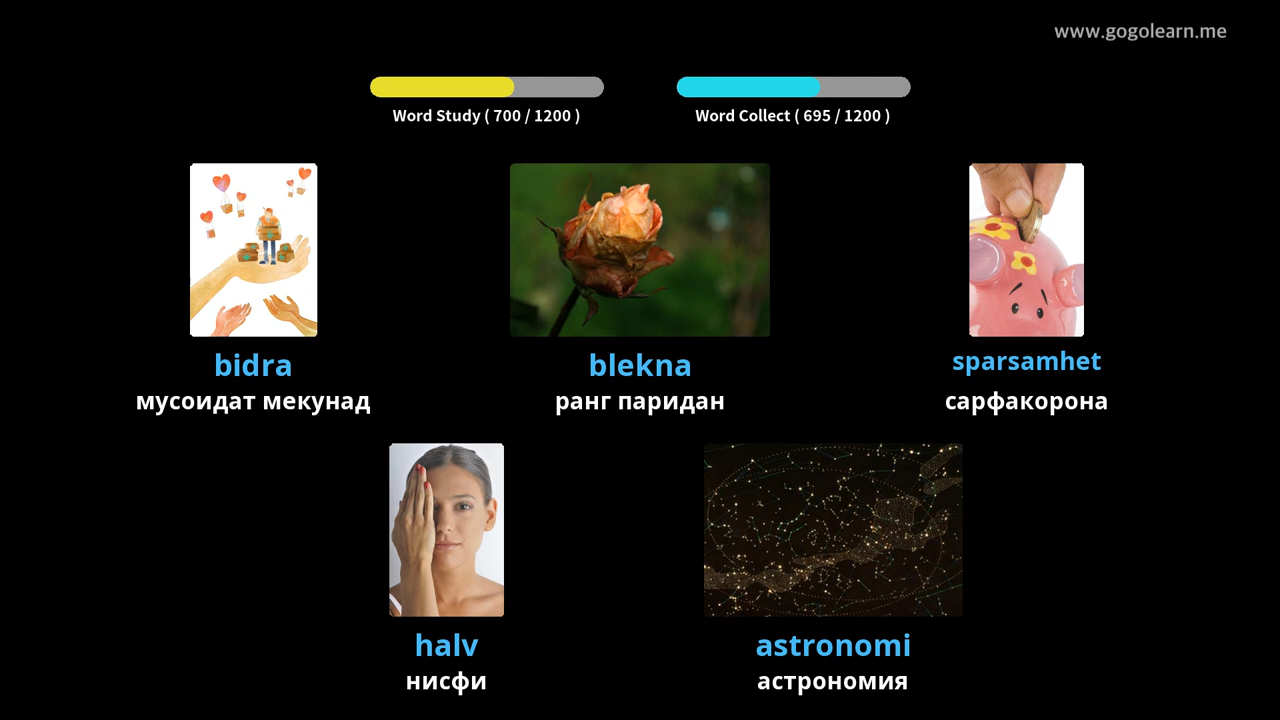 www.gogolearn.me
Word Study ( 700 / 1200 )
Word Collect ( 695 / 1200 )
bidra
мусоидат мекунад
blekna
ранг паридан
sparsamhet
сарфакорона
halv
нисфи
astronomi
астрономия